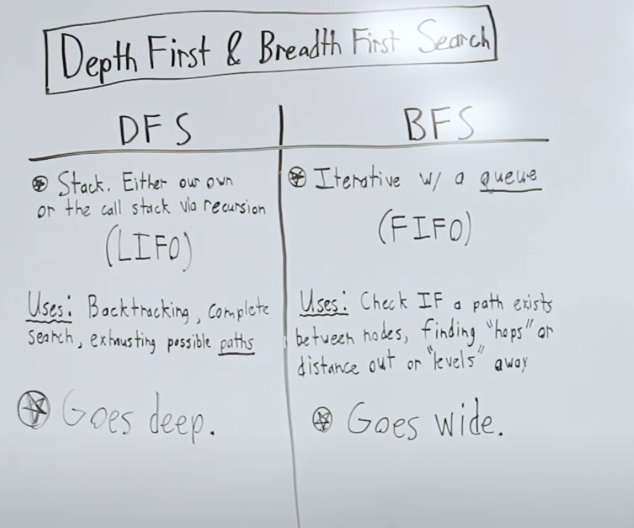 Depth First & Breadth First Search
DFS
Stack. Either our own
or the call stack via recursion
(LIFO)
Uses: Backtracking, complete
search, exhausting possible paths
Goes deep.
BFS
Iterative w/ a queue
(FIFO)
Uses: Check IF a path exists
between nodes, finding "hops" or
distance out or "levels" away
Goes wide.